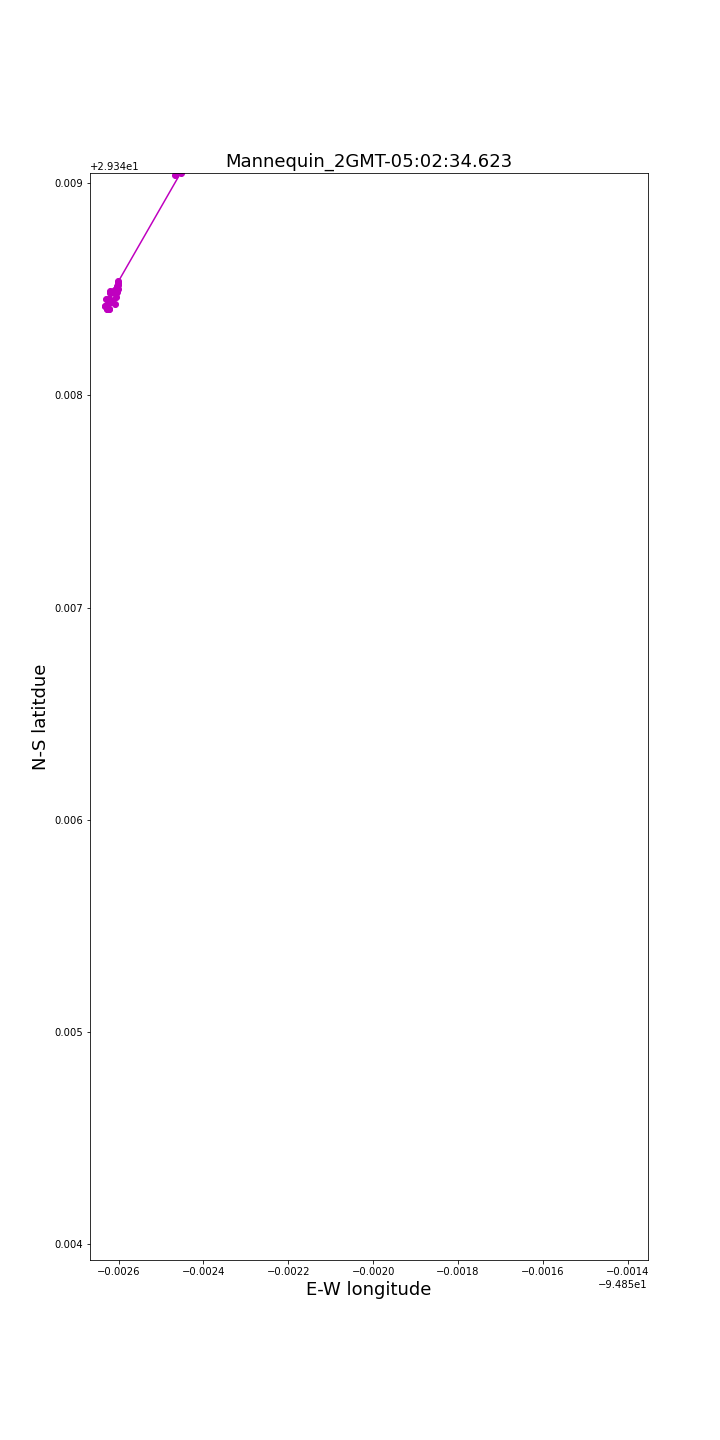 Mannequin_2GMT-05:02:34.623
+2.934e1
0.009
0.008
0.007
0.006
0.005
0.004
N-S latitdue
−0.0026 −0.0024 −0.0022 −0.0020 −0.0018 −0.0016 −0.0014
−9.485e1
E-W longitude